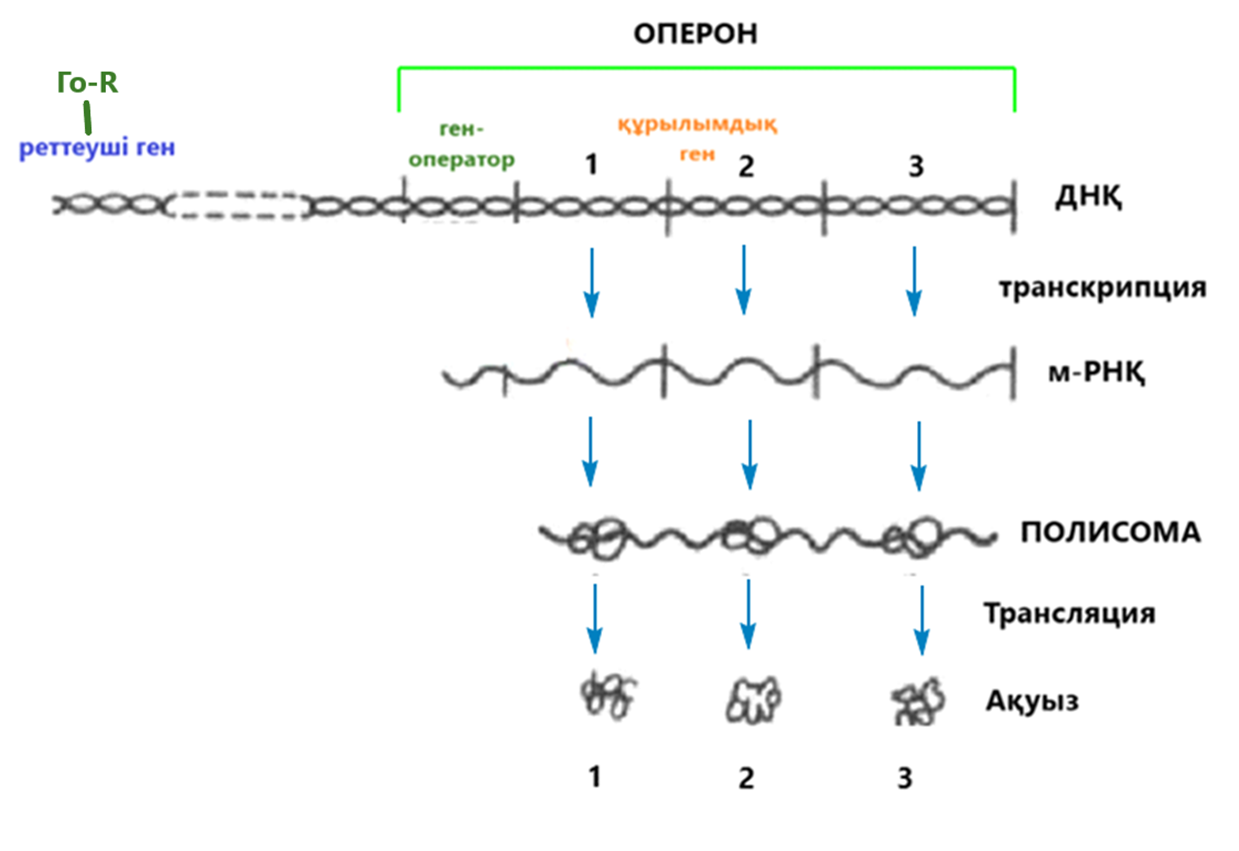 ОПЕРОН
Го-R
реттеуші ген
ген-
оператор
құрылымдық
ген
1
2
3
ДНҚ
транскрипция
м-РНҚ
ПОЛИСОМА
Трансляция
Ақуыз
1
2
3